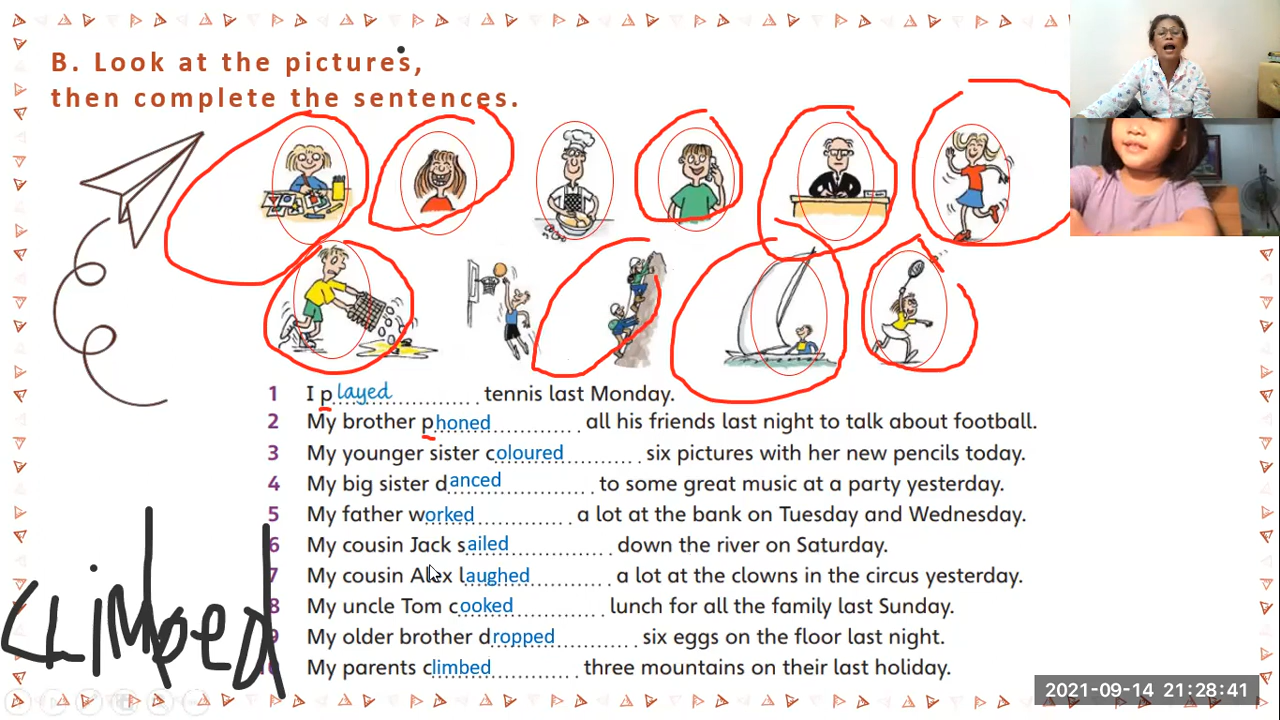 B. Look at the pictures,
then complete the sentences.
1 I played tennis last Monday.
2 My brother phoned all his friends last night to talk about football.
3 My younger sister coloured six pictures with her new pencils today.
4 My big sister danced to some great music at a party yesterday.
5 My father worked a lot at the bank on Tuesday and Wednesday.
6 My cousin Jack sailed down the river on Saturday.
7 My cousin Alex laughed a lot at the clowns in the circus yesterday.
8 My uncle Tom cooked lunch for all the family last Sunday.
9 My older brother dropped six eggs on the floor last night.
10 My parents climbed three mountains on their last holiday.
cLimbed
2021-09-14 21:28:41